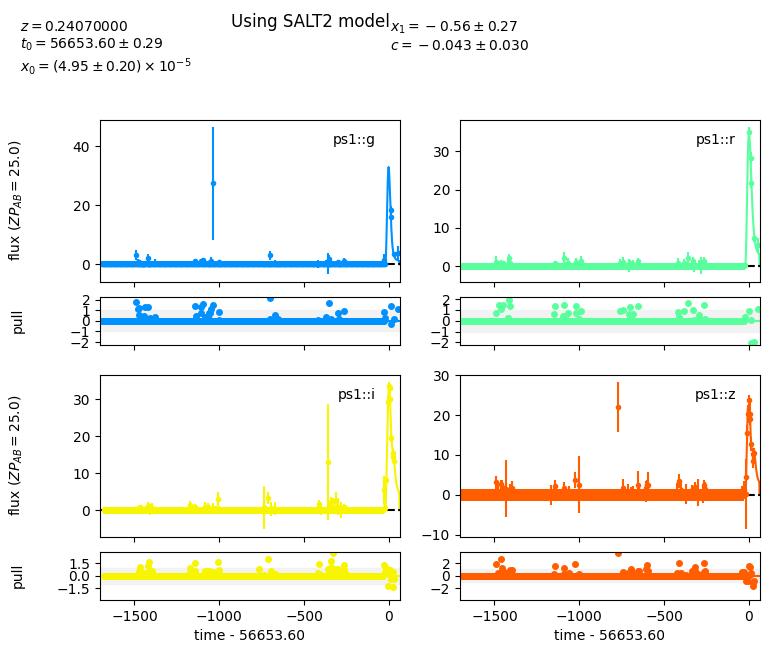 Using SALT2 model
z = 0.24070000
t0 = 56653.60 ± 0.29
x0 = (4.95 ± 0.20) × 10^-5
x1 = −0.56 ± 0.27
c = −0.043 ± 0.030
flux (ZP_AB = 25.0)
40
20
0
ps1::g
30
20
10
0
ps1::r
pull
2
1
0
−1
−2
2
1
0
−1
−2
flux (ZP_AB = 25.0)
30
20
10
0
ps1::i
30
20
10
0
−10
ps1::z
pull
1.5
0.0
−1.5
2
0
−2
−1500 −1000 −500 0
time - 56653.60
−1500 −1000 −500 0
time - 56653.60